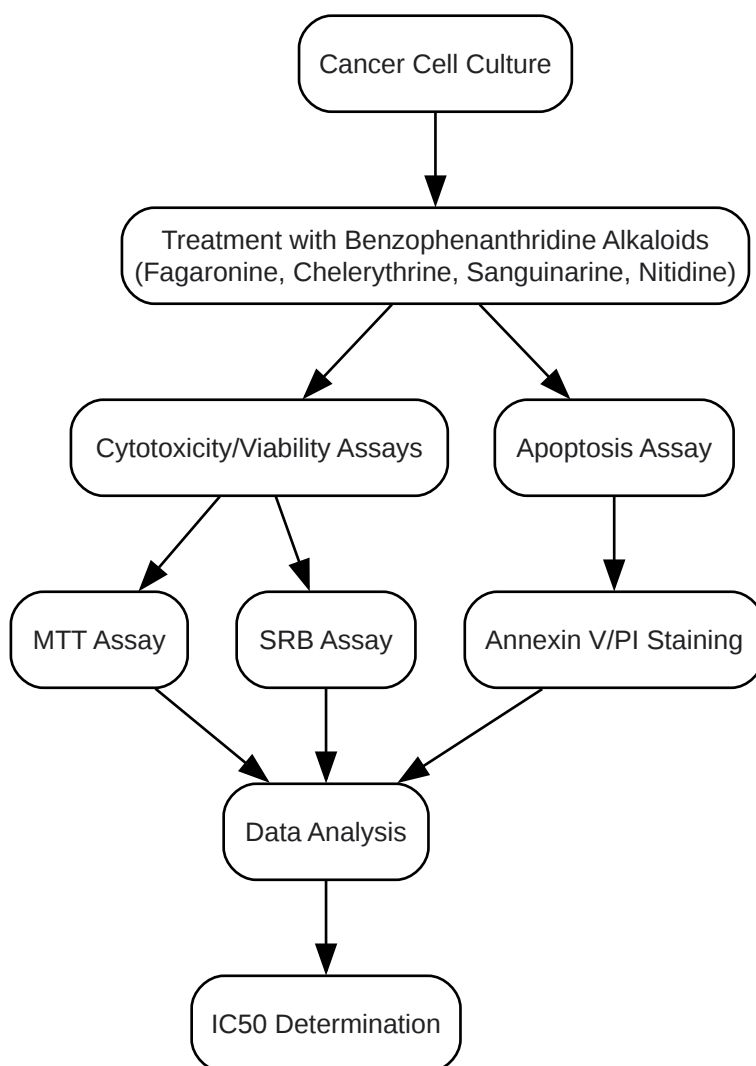 Cancer Cell Culture
Treatment with Benzophenanthridine Alkaloids
(Fagaronine, Chelerythrine, Sanguinarine, Nitidine)
Cytotoxicity/Viability Assays
Apoptosis Assay
MTT Assay
SRB Assay
Annexin V/PI Staining
Data Analysis
IC50 Determination